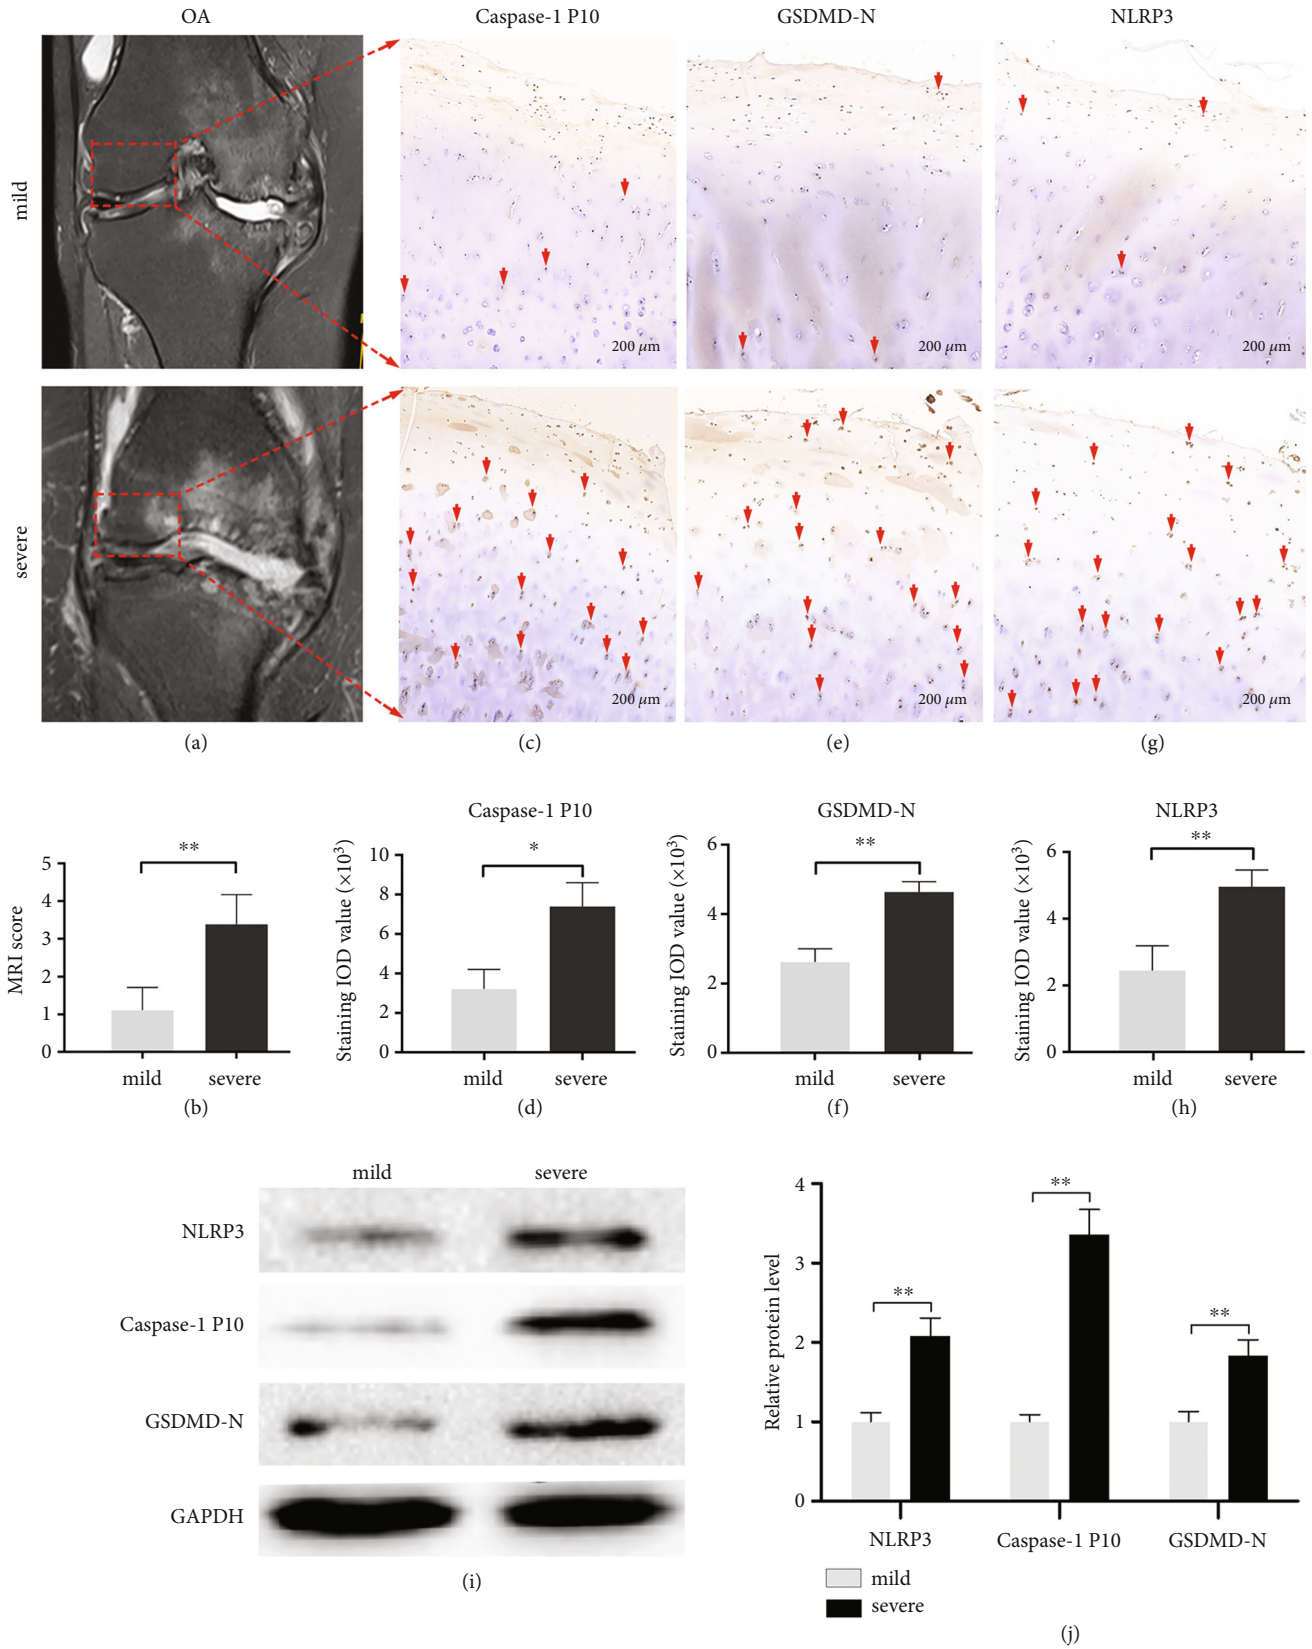 OA Caspase-1 P10 GSDMD-N NLRP3
mild
200 μm 200 μm 200 μm
severe
200 μm 200 μm 200 μm
(a) (c) (e) (g)
MRI score
5
4
3
2
1
0
**
mild severe
(b)
Caspase-1 P10
Staining IOD value (×10³)
10
8
6
4
2
0
*
mild severe
(d)
GSDMD-N
Staining IOD value (×10³)
6
4
2
0
**
mild severe
(f)
NLRP3
Staining IOD value (×10³)
6
4
2
0
**
mild severe
(h)
mild severe
NLRP3
Caspase-1 P10
GSDMD-N
GAPDH
(i)
Relative protein level
4
3
2
1
0
** ** **
NLRP3 Caspase-1 P10 GSDMD-N
mild
severe
(j)